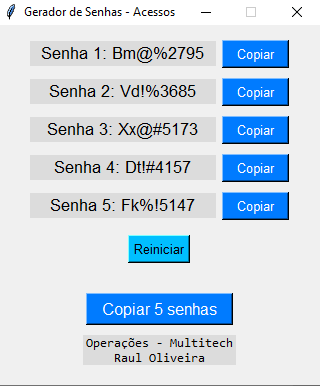 Gerador de Senhas - Acessos
Senha 1: Bm@%2795 Copiar
Senha 2: Vd!%3685 Copiar
Senha 3: Xx@#5173 Copiar
Senha 4: Dt!#4157 Copiar
Senha 5: Fk%!5147 Copiar
Reiniciar
Copiar 5 senhas
Operações - Multitech
Raul Oliveira